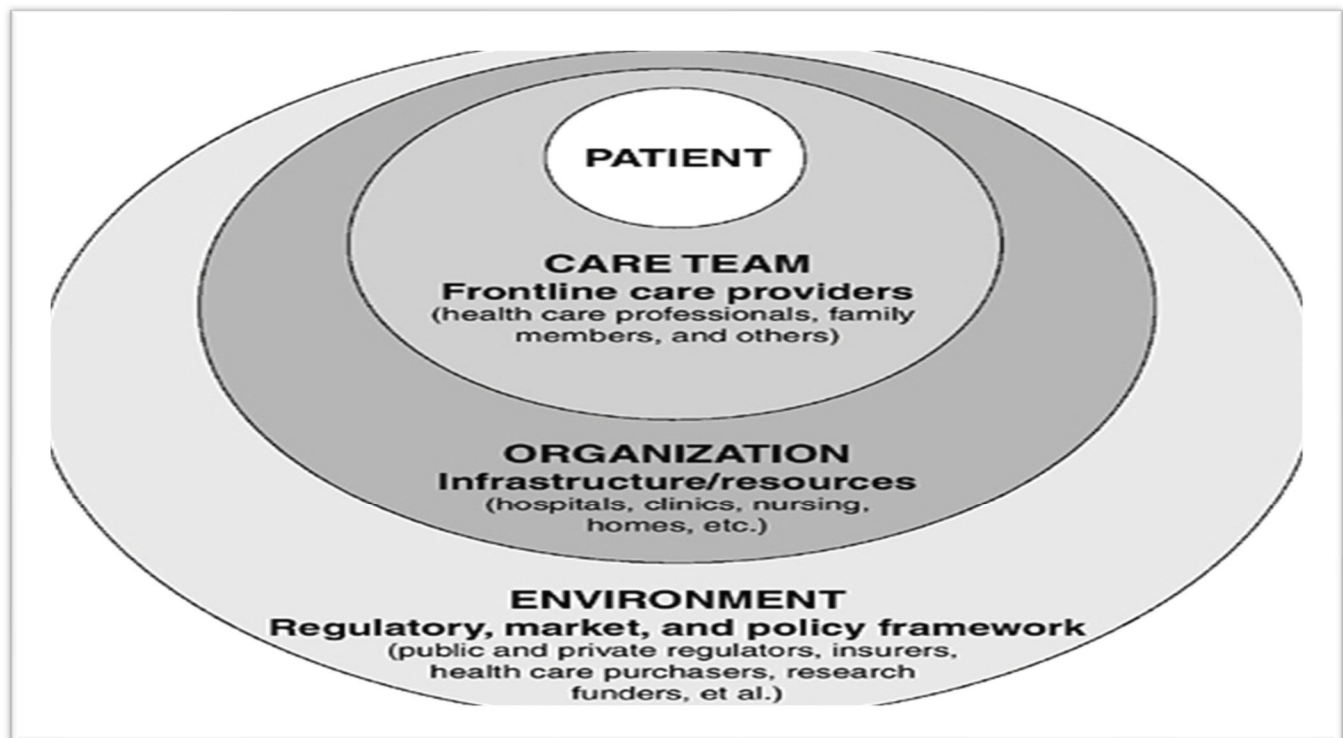 PATIENT
CARE TEAM
Frontline care providers
(health care professionals, family
members, and others)
ORGANIZATION
Infrastructure/resources
(hospitals, clinics, nursing,
homes, etc.)
ENVIRONMENT
Regulatory, market, and policy framework
(public and private regulators, insurers,
health care purchasers, research
funders, et al.)